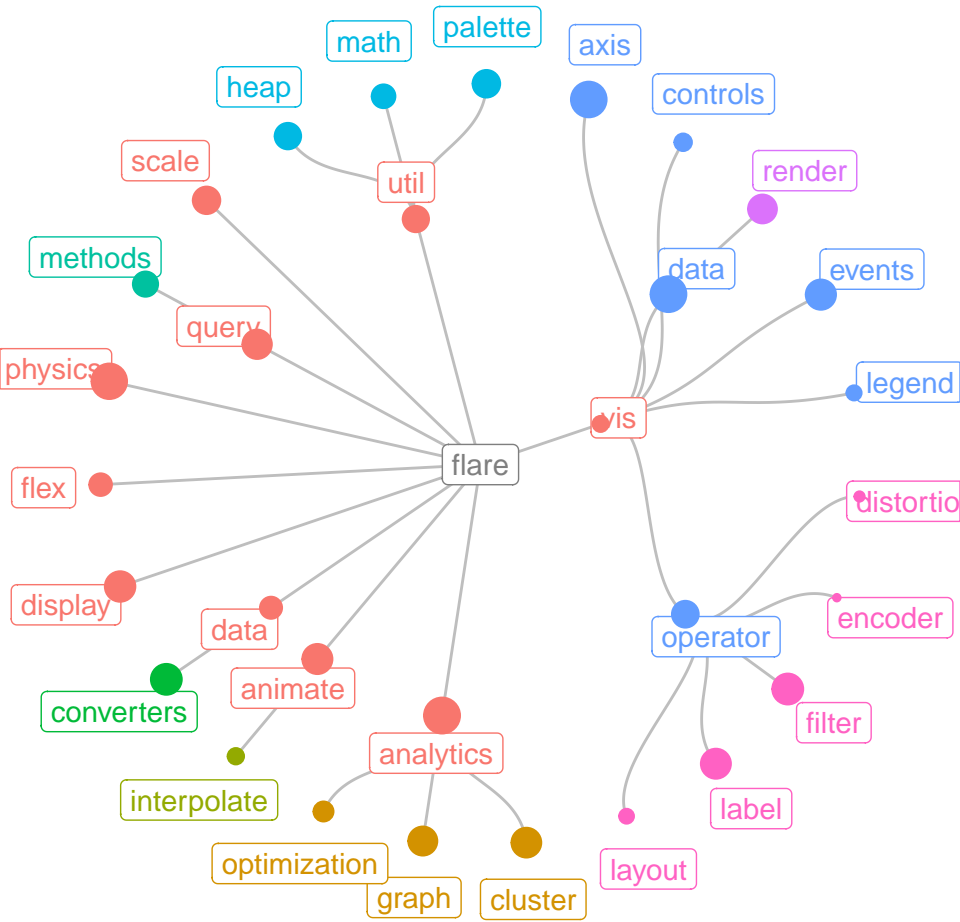 palette
math
axis
heap
controls
scale
render
util
methods
data
events
query
physics
legend
vis
flare
flex
distortio
display
data
encoder
operator
animate
converters
filter
analytics
interpolate
label
optimization
layout
graph
cluster